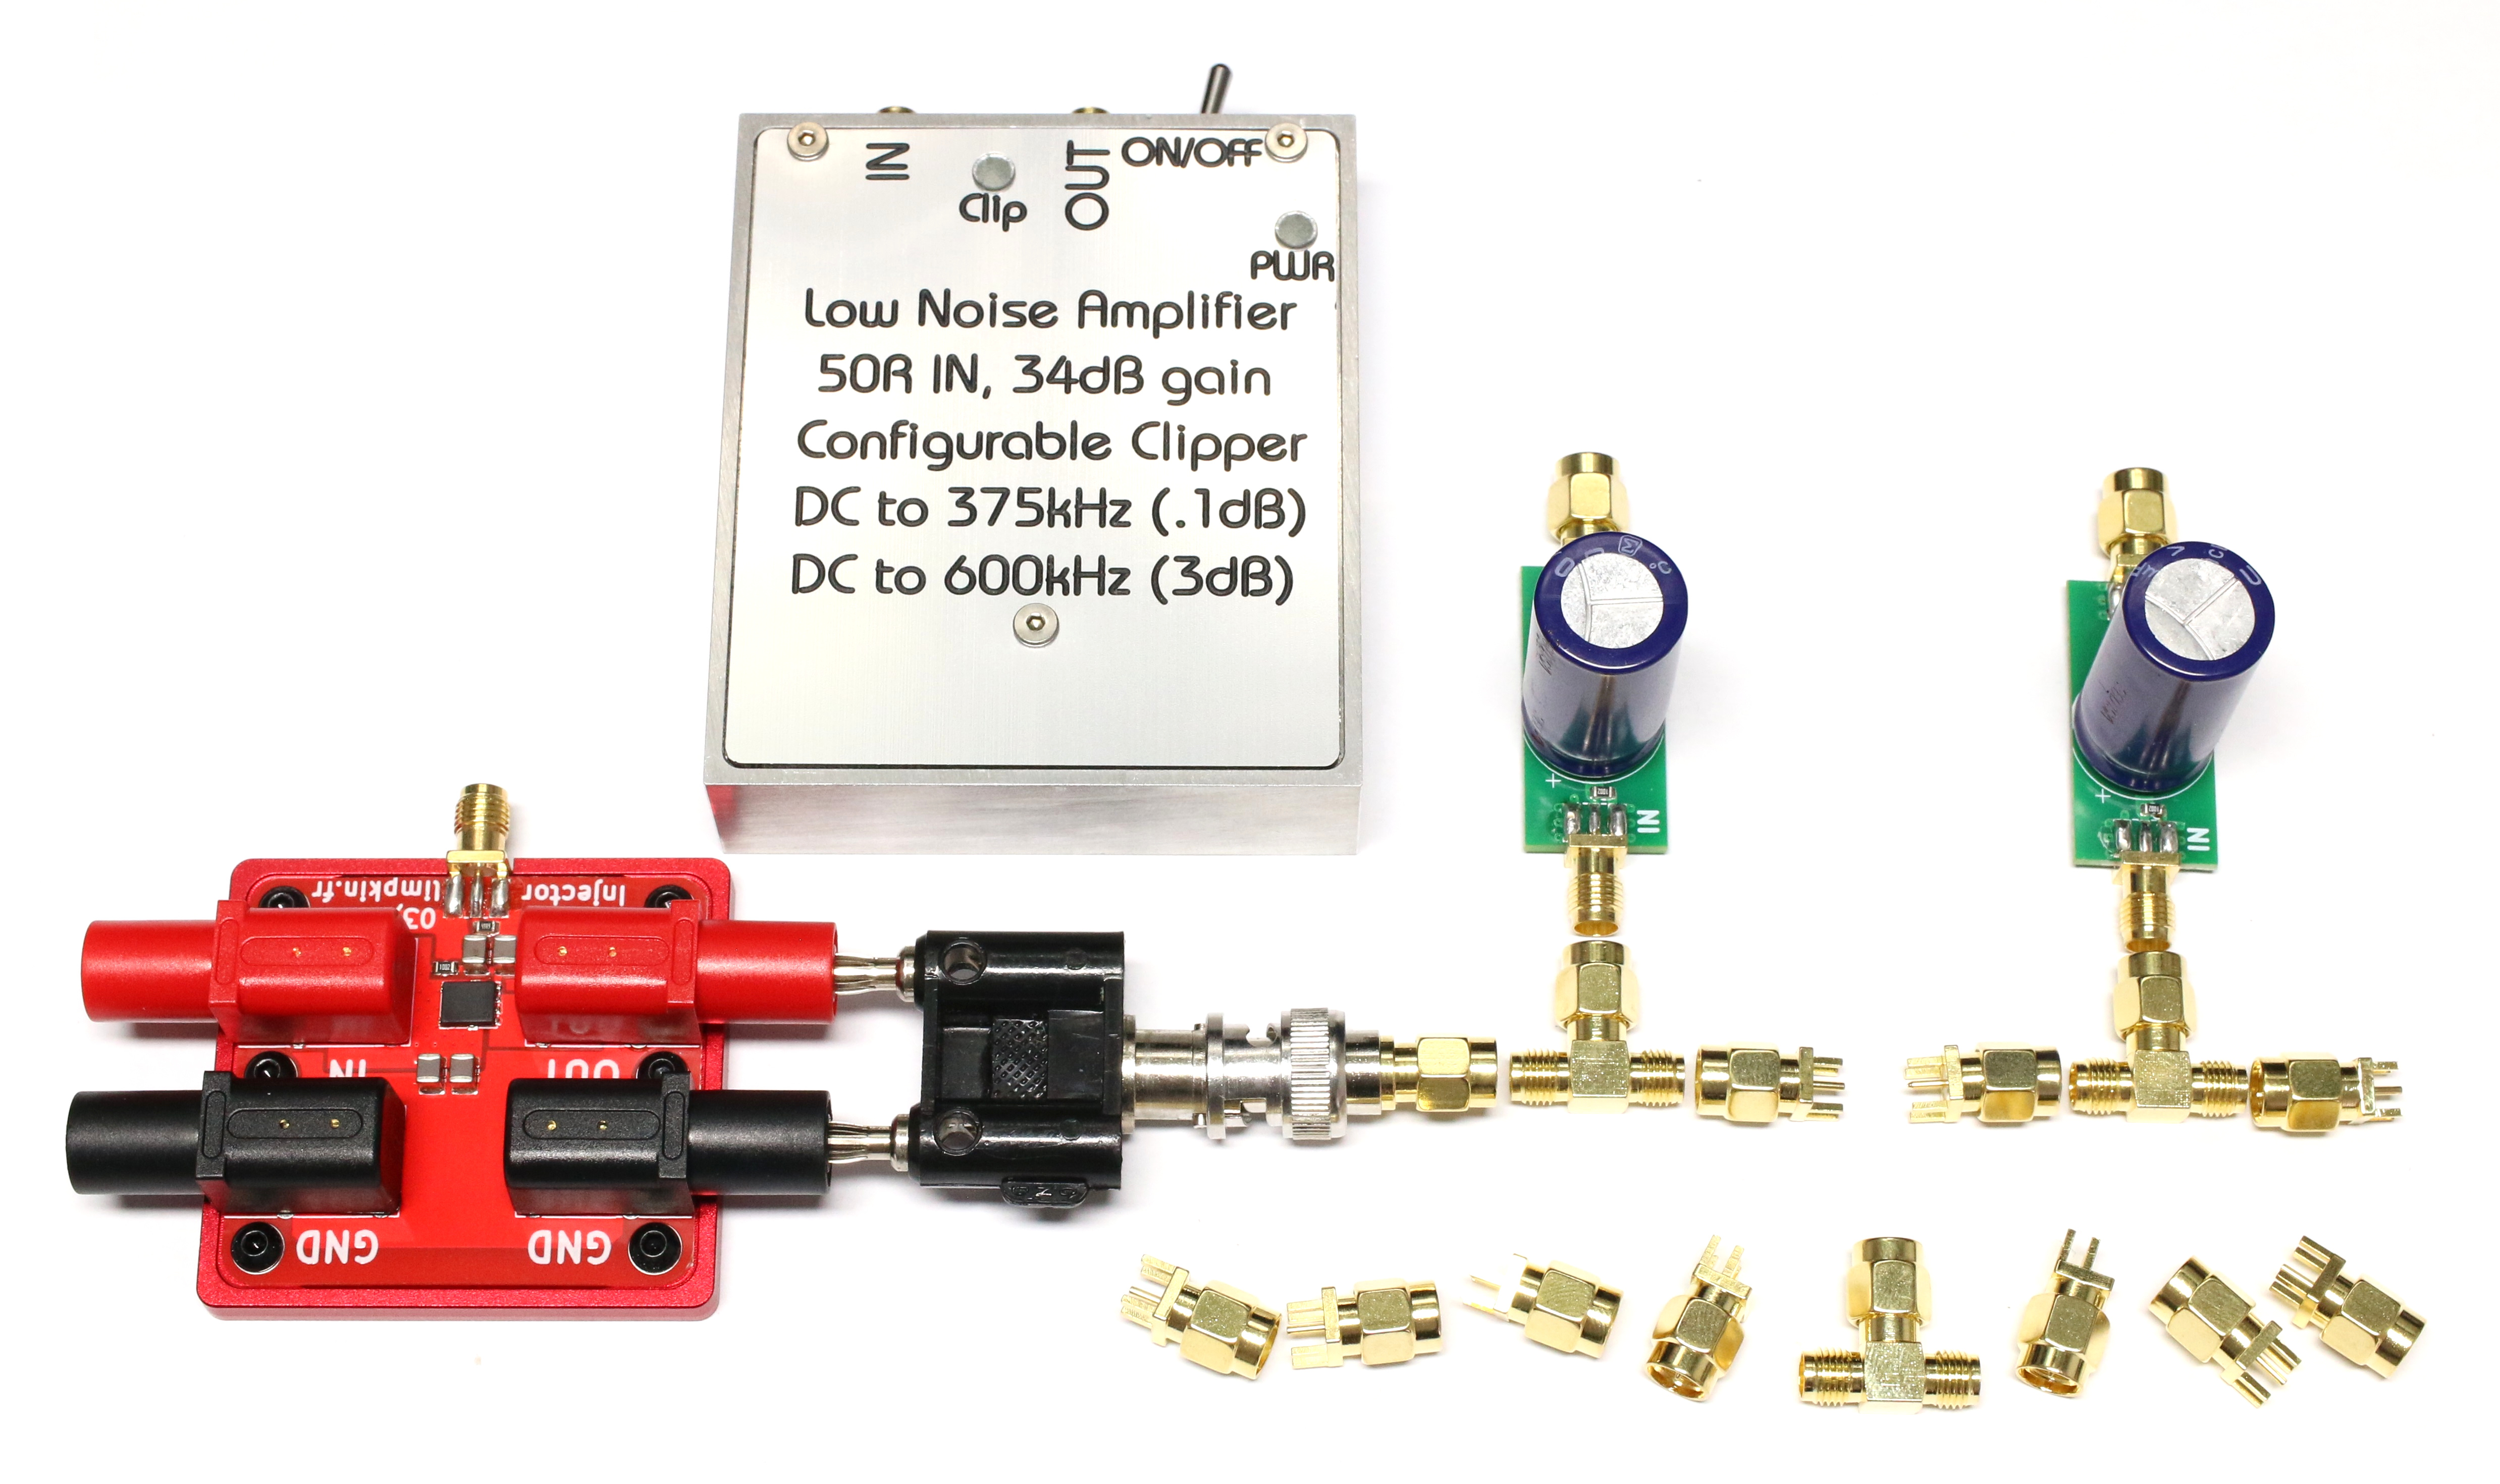 IN
Clip
OUT
ON/OFF
PWR
Low Noise Amplifier
50R IN, 34dB gain
Configurable Clipper
DC to 375kHz (.1dB)
DC to 600kHz (3dB)
+
IN
+
IN
Injector
limpkin.fr
IN
OUT
GND
GND